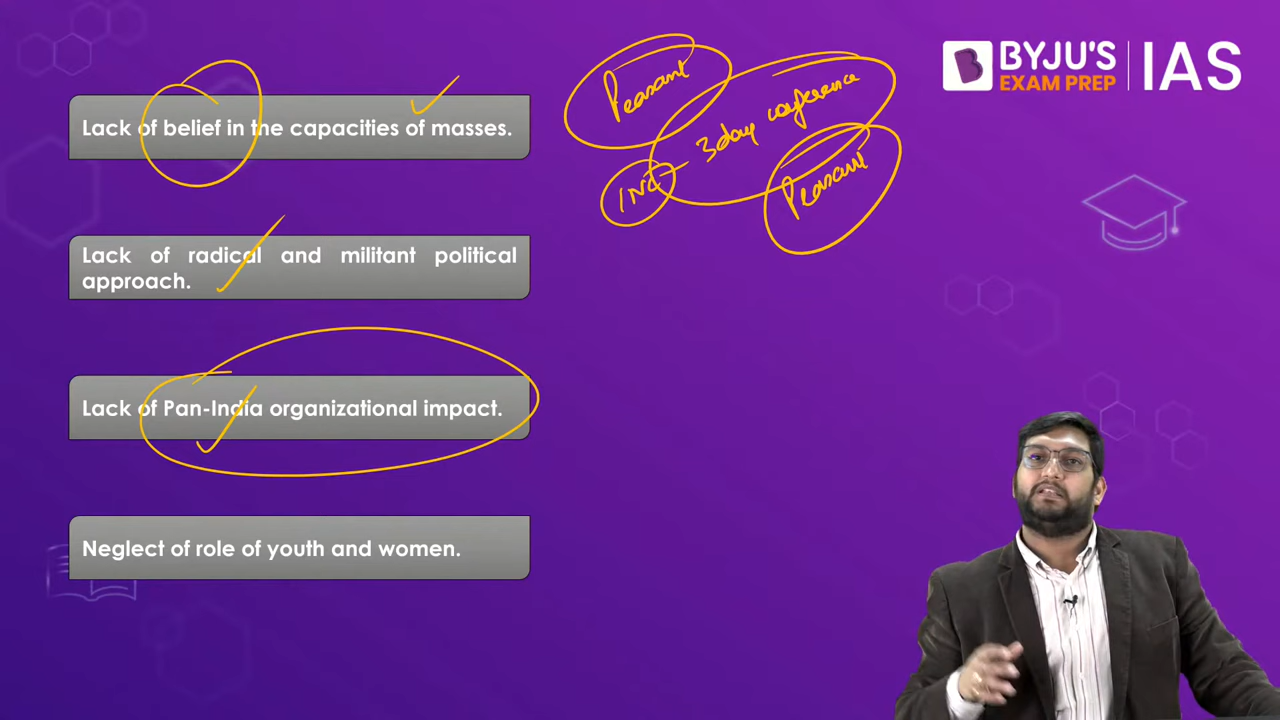 Lack of belief in the capacities of masses.
Lack of radical and militant political
approach.
Lack of Pan-India organizational impact.
Neglect of role of youth and women.
Peasant
INC - 3 day conference
Peasant
BYJU'S
EXAM PREP
IAS